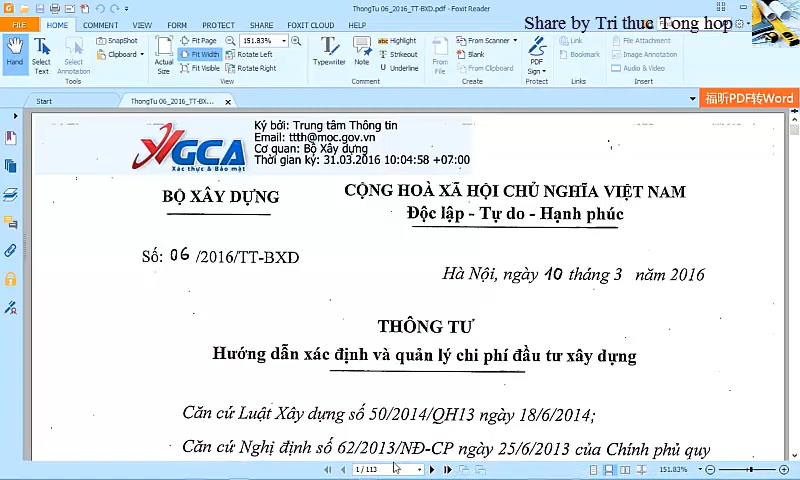 ThongTu 06_2016_TT-BXD.pdf - Foxit Reader
Share by Tri thuc Tong hop
FILE HOME COMMENT VIEW FORM PROTECT SHARE FOXIT CLOUD HELP
Hand
Select Text
Select Annotation
SnapShot
Clipboard
Tools
Actual Size
Fit Page
Fit Width
Fit Visible
151.83%
Rotate Left
Rotate Right
View
Typewriter
Note
Highlight
Strikeout
Underline
Comment
From File
From Scanner
Blank
From Clipboard
Create
PDF Sign
Protect
Link
Bookmark
Links
File Attachment
Image Annotation
Audio & Video
Insert
Start
ThongTu 06_2016_TT-BX...
福昕PDF转Word
VGCA
Xác thực & Bảo mật
Ký bởi: Trung tâm Thông tin
Email: ttth@moc.gov.vn
Cơ quan: Bộ Xây dựng
Thời gian ký: 31.03.2016 10:04:58 +07:00
BỘ XÂY DỰNG
CỘNG HOÀ XÃ HỘI CHỦ NGHĨA VIỆT NAM
Độc lập - Tự do - Hạnh phúc
Số: 06 /2016/TT-BXD
Hà Nội, ngày 10 tháng 3 năm 2016
THÔNG TƯ
Hướng dẫn xác định và quản lý chi phí đầu tư xây dựng
Căn cứ Luật Xây dựng số 50/2014/QH13 ngày 18/6/2014;
Căn cứ Nghị định số 62/2013/NĐ-CP ngày 25/6/2013 của Chính phủ quy
1 / 113
151.83%